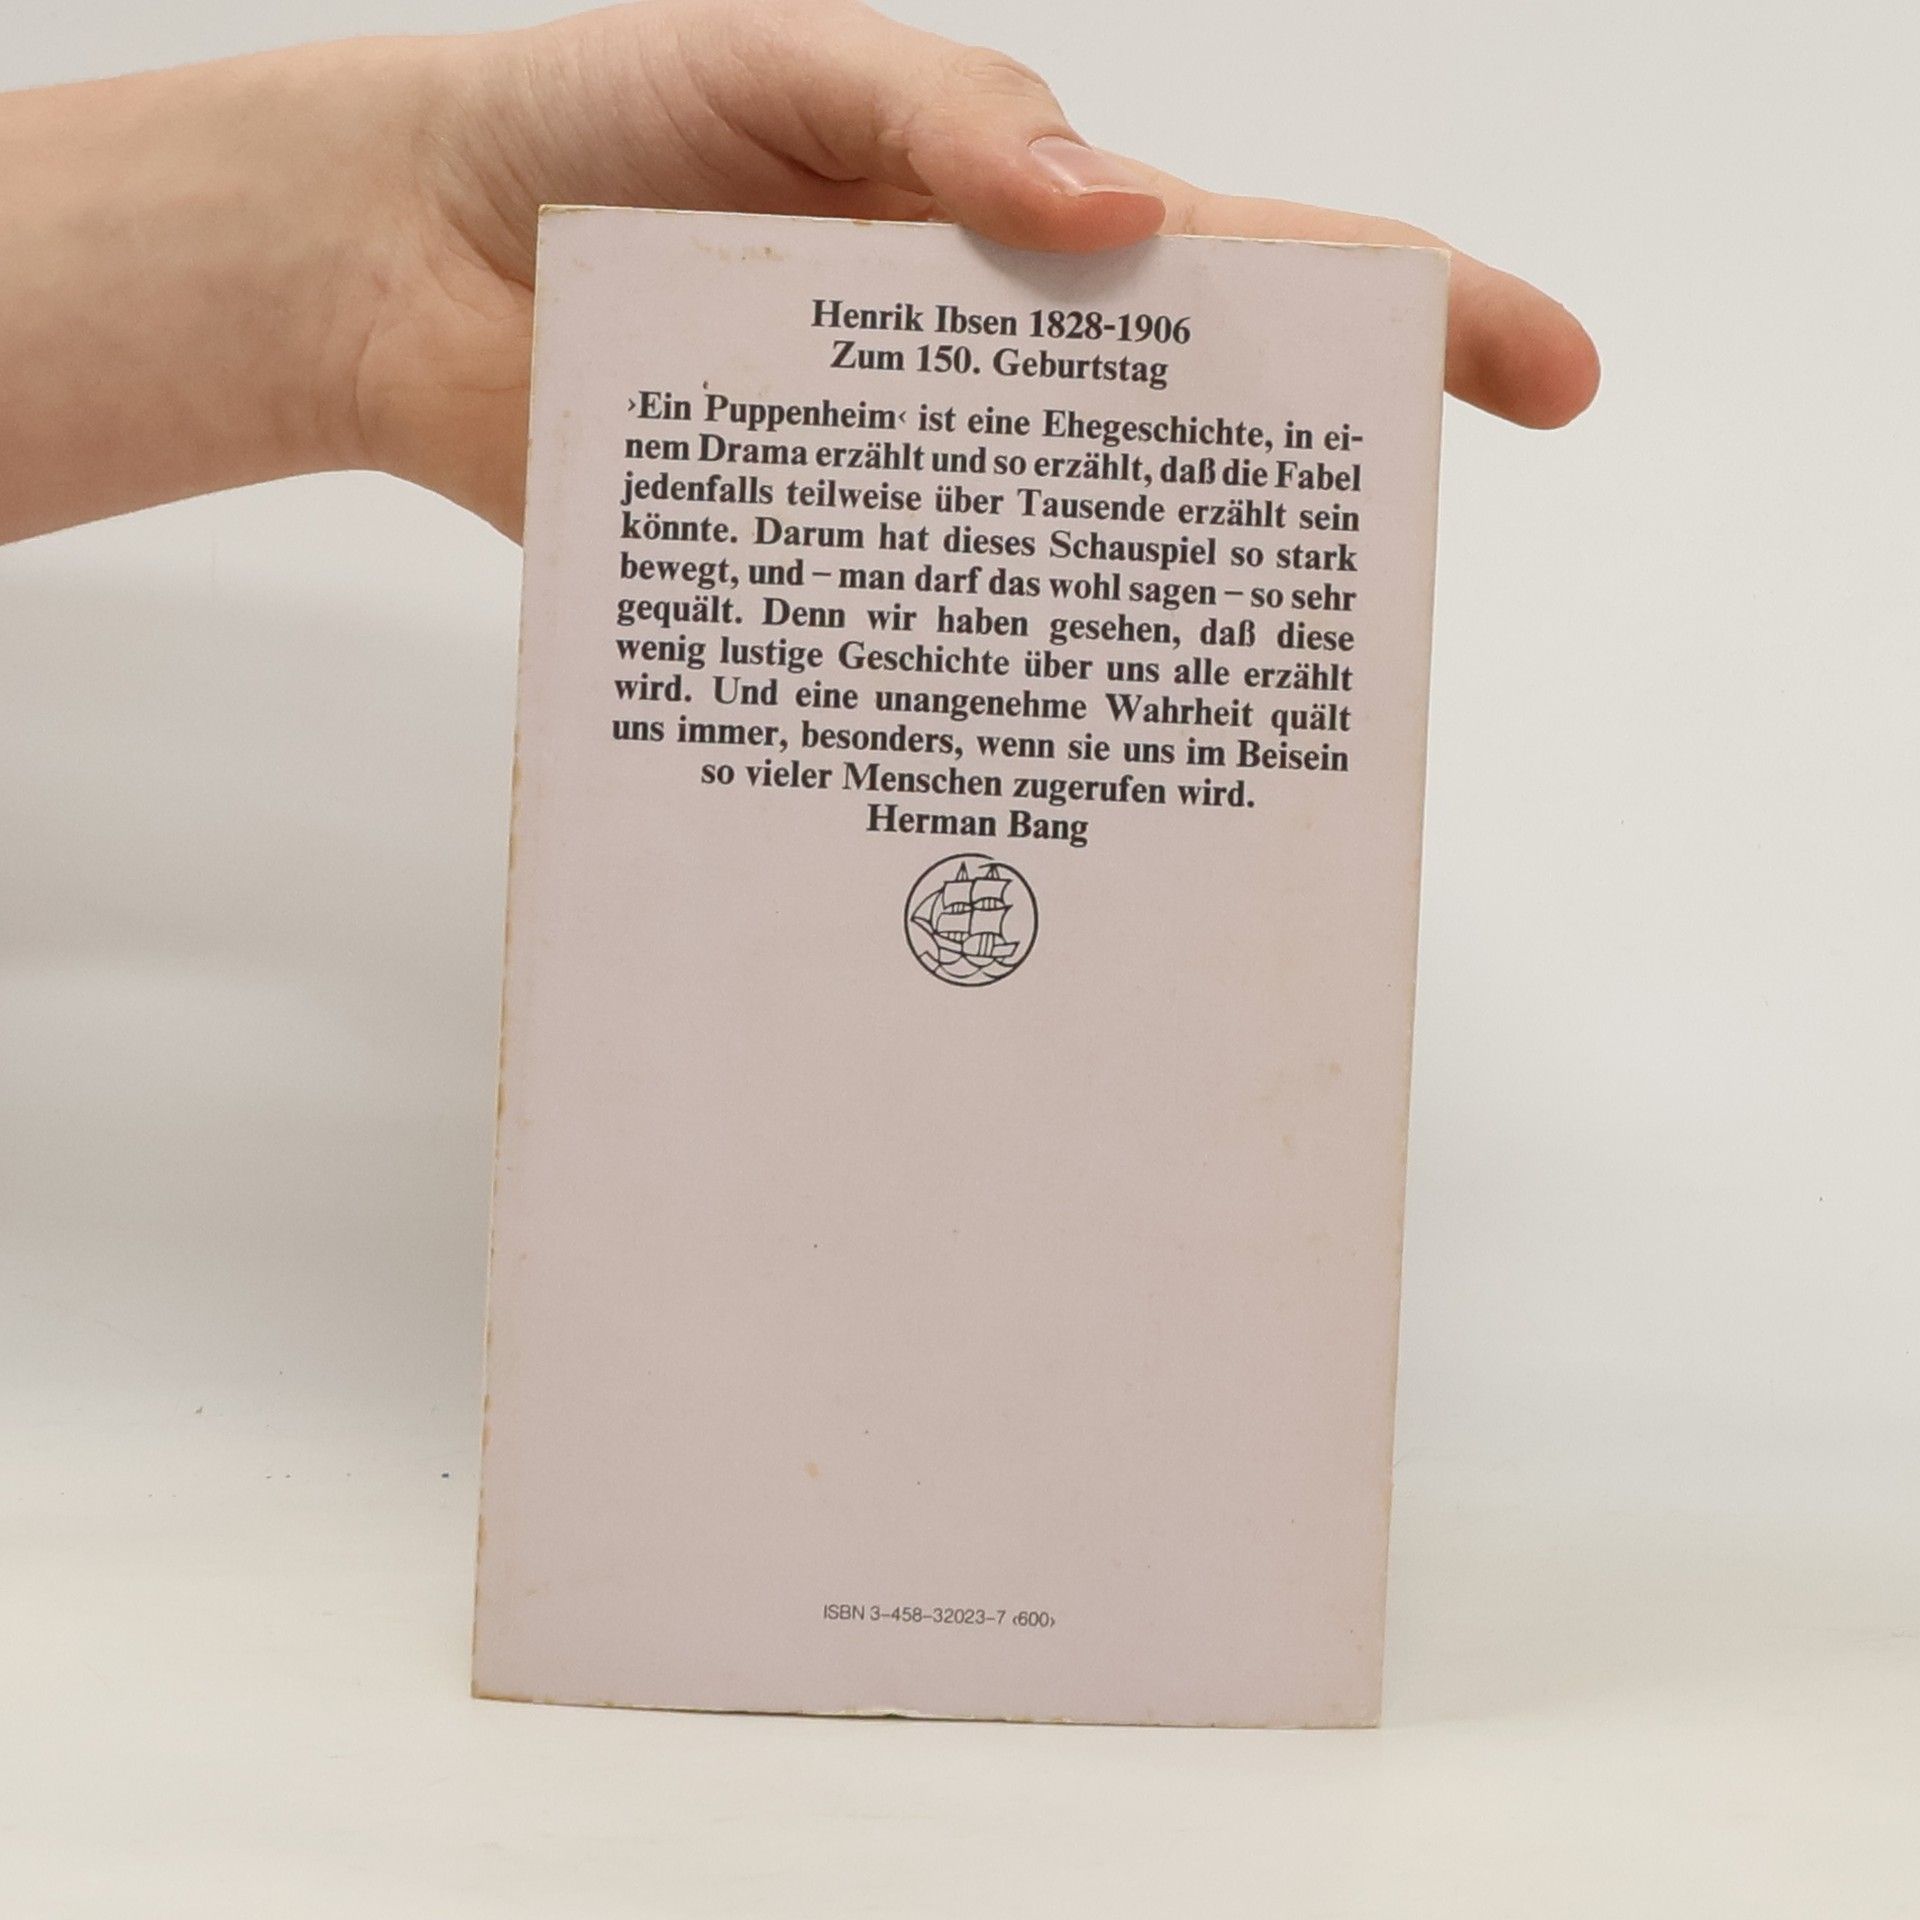 Henrik Ibsen 1828-1906
Zum 150. Geburtstag
›Ein Puppenheim‹ ist eine Ehegeschichte, in ei-
nem Drama erzählt und so erzählt, daß die Fabel
jedenfalls teilweise über Tausende erzählt sein
könnte. Darum hat dieses Schauspiel so stark
bewegt, und – man darf das wohl sagen – so sehr
gequält. Denn wir haben gesehen, daß diese
wenig lustige Geschichte über uns alle erzählt
wird. Und eine unangenehme Wahrheit quält
uns immer, besonders, wenn sie uns im Beisein
so vieler Menschen zugerufen wird.
Herman Bang
ISBN 3–458–32023–7 ‹600›